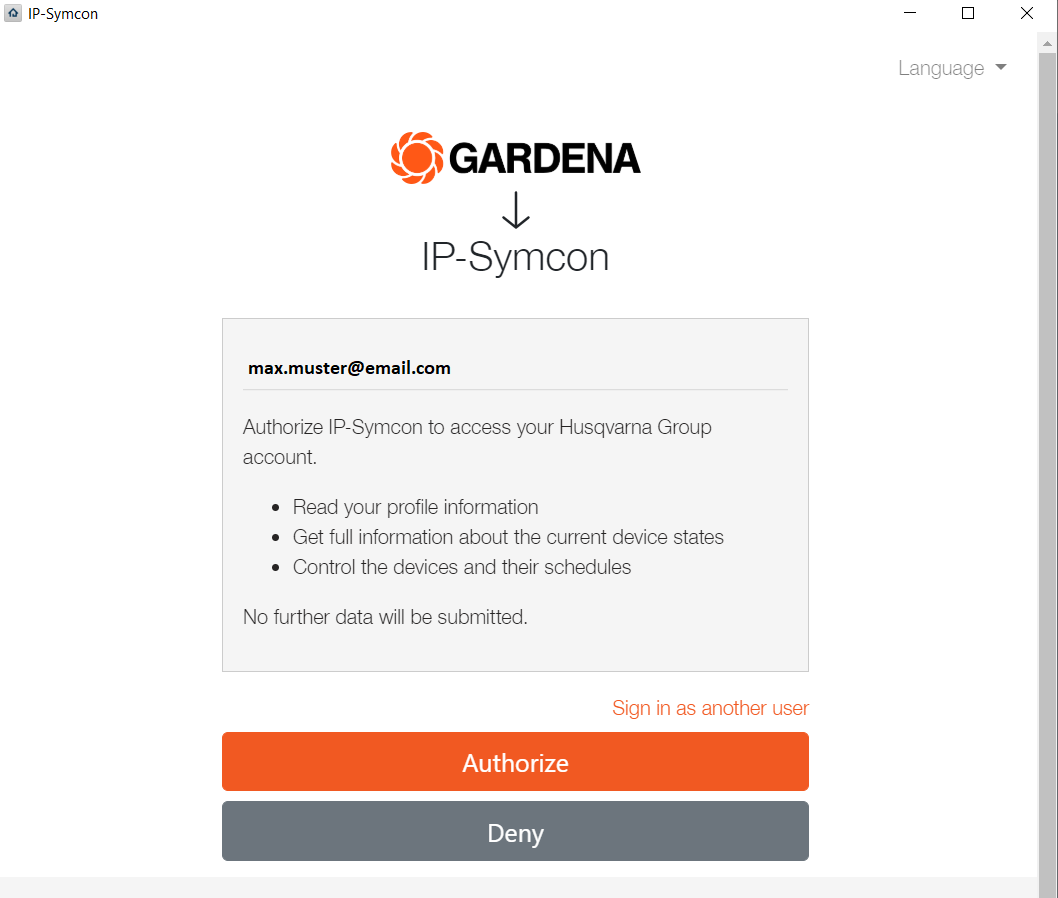 IP-Symcon
Language
GARDENA
IP-Symcon
max.muster@email.com
Authorize IP-Symcon to access your Husqvarna Group
account.
Read your profile information
Get full information about the current device states
Control the devices and their schedules
No further data will be submitted.
Sign in as another user
Authorize
Deny